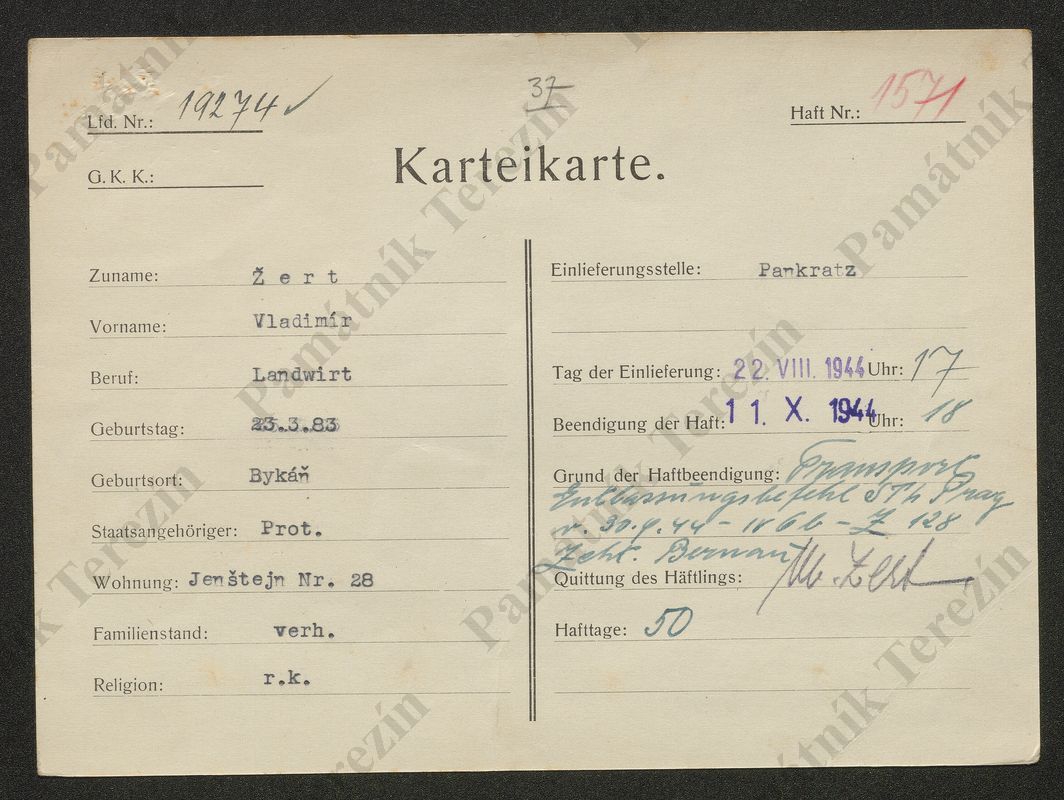 Lfd. Nr.: 19274 ✓
37
Haft Nr.: 1571
G. K. K.:
Karteikarte.
Zuname: Žert
Vorname: Vladimír
Beruf: Landwirt
Geburtstag: 23.3.83
Geburtsort: Bykáň
Staatsangehöriger: Prot.
Wohnung: Jenštejn Nr. 28
Familienstand: verh.
Religion: r.k.
Einlieferungsstelle: Pankratz
Tag der Einlieferung: 22. VIII. 1944 Uhr: 17
Beendigung der Haft: 11. X. 1944 Uhr: 18
Grund der Haftbeendigung: Transport
Entlassungsbefehl Prag
v. 30.9.44 - - Z 128
Bernau
Quittung des Häftlings: Žert
Hafttage: 50
Památník Terezín